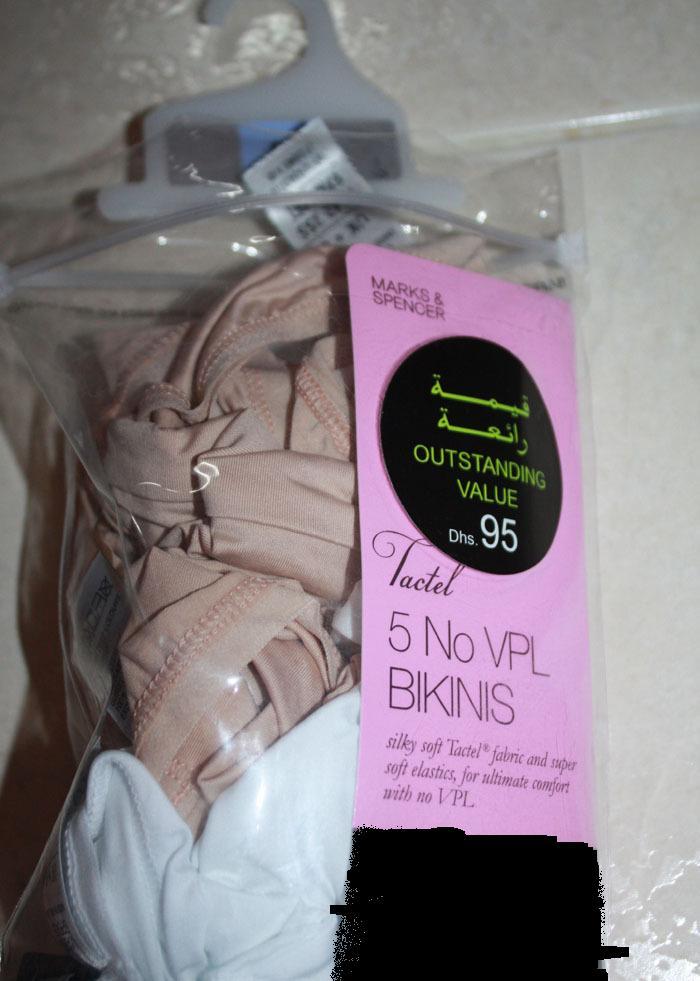 MARKS &
SPENCER
قيمة
رائعة
OUTSTANDING
VALUE
Dhs. 95
Tactel
5 No VPL
BIKINIS
silky soft Tactel® fabric and super
soft elastics, for ultimate comfort
with no VPL